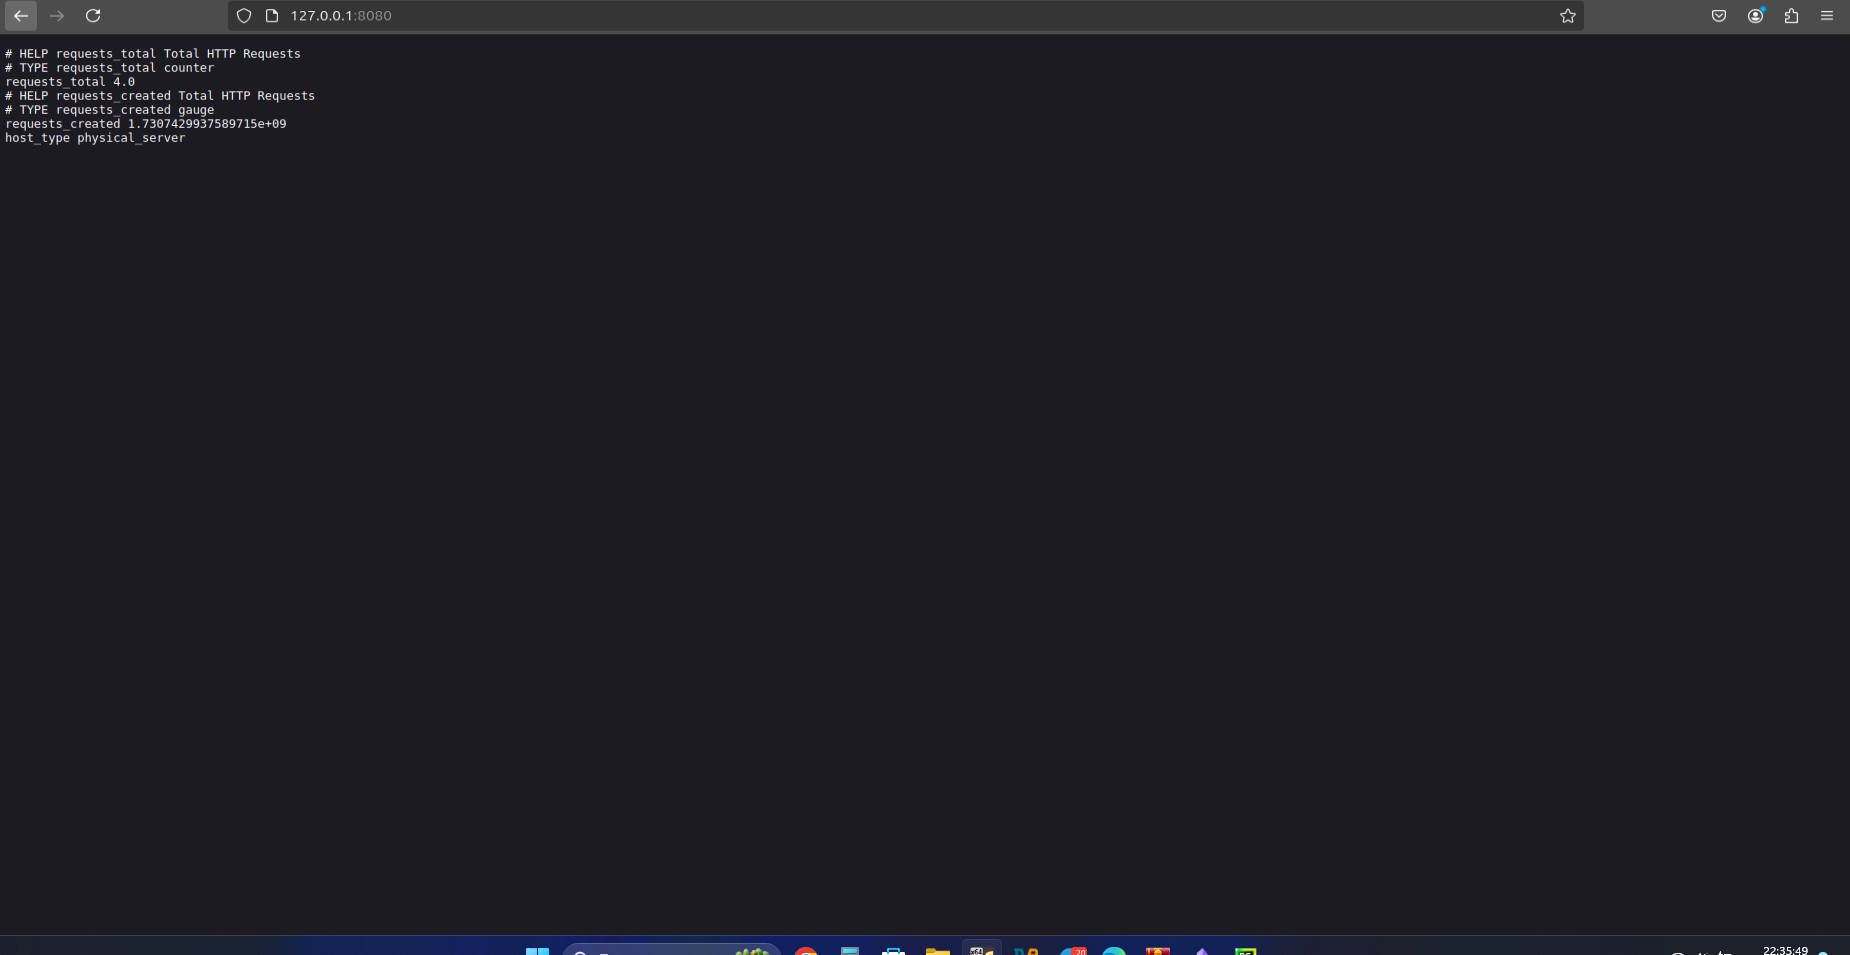 127.0.0.1:8080
# HELP requests_total Total HTTP Requests
# TYPE requests_total counter
requests_total 4.0
# HELP requests_created Total HTTP Requests
# TYPE requests_created gauge
requests_created 1.7307429937589715e+09
host_type physical_server
20
22:35:49